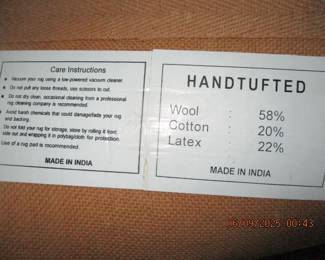 Care Instructions
Vacuum your rug using a low-powered vacuum cleaner.
Do not pull any loose threads, use scissors to cut.
Do not dry clean. occasional cleaning from a professional
rug cleaning company is recommended.
Avoid harsh chemicals that could damage/fade your rug
and backing.
Do not fold your rug for storage, store by rolling it front
side out and wrapping it in polybag/cloth for protection.
Use of a rug pad is recommended.
MADE IN INDIA
HANDTUFTED
Wool : 58%
Cotton : 20%
Latex : 22%
MADE IN INDIA
06/09/2025 00:43